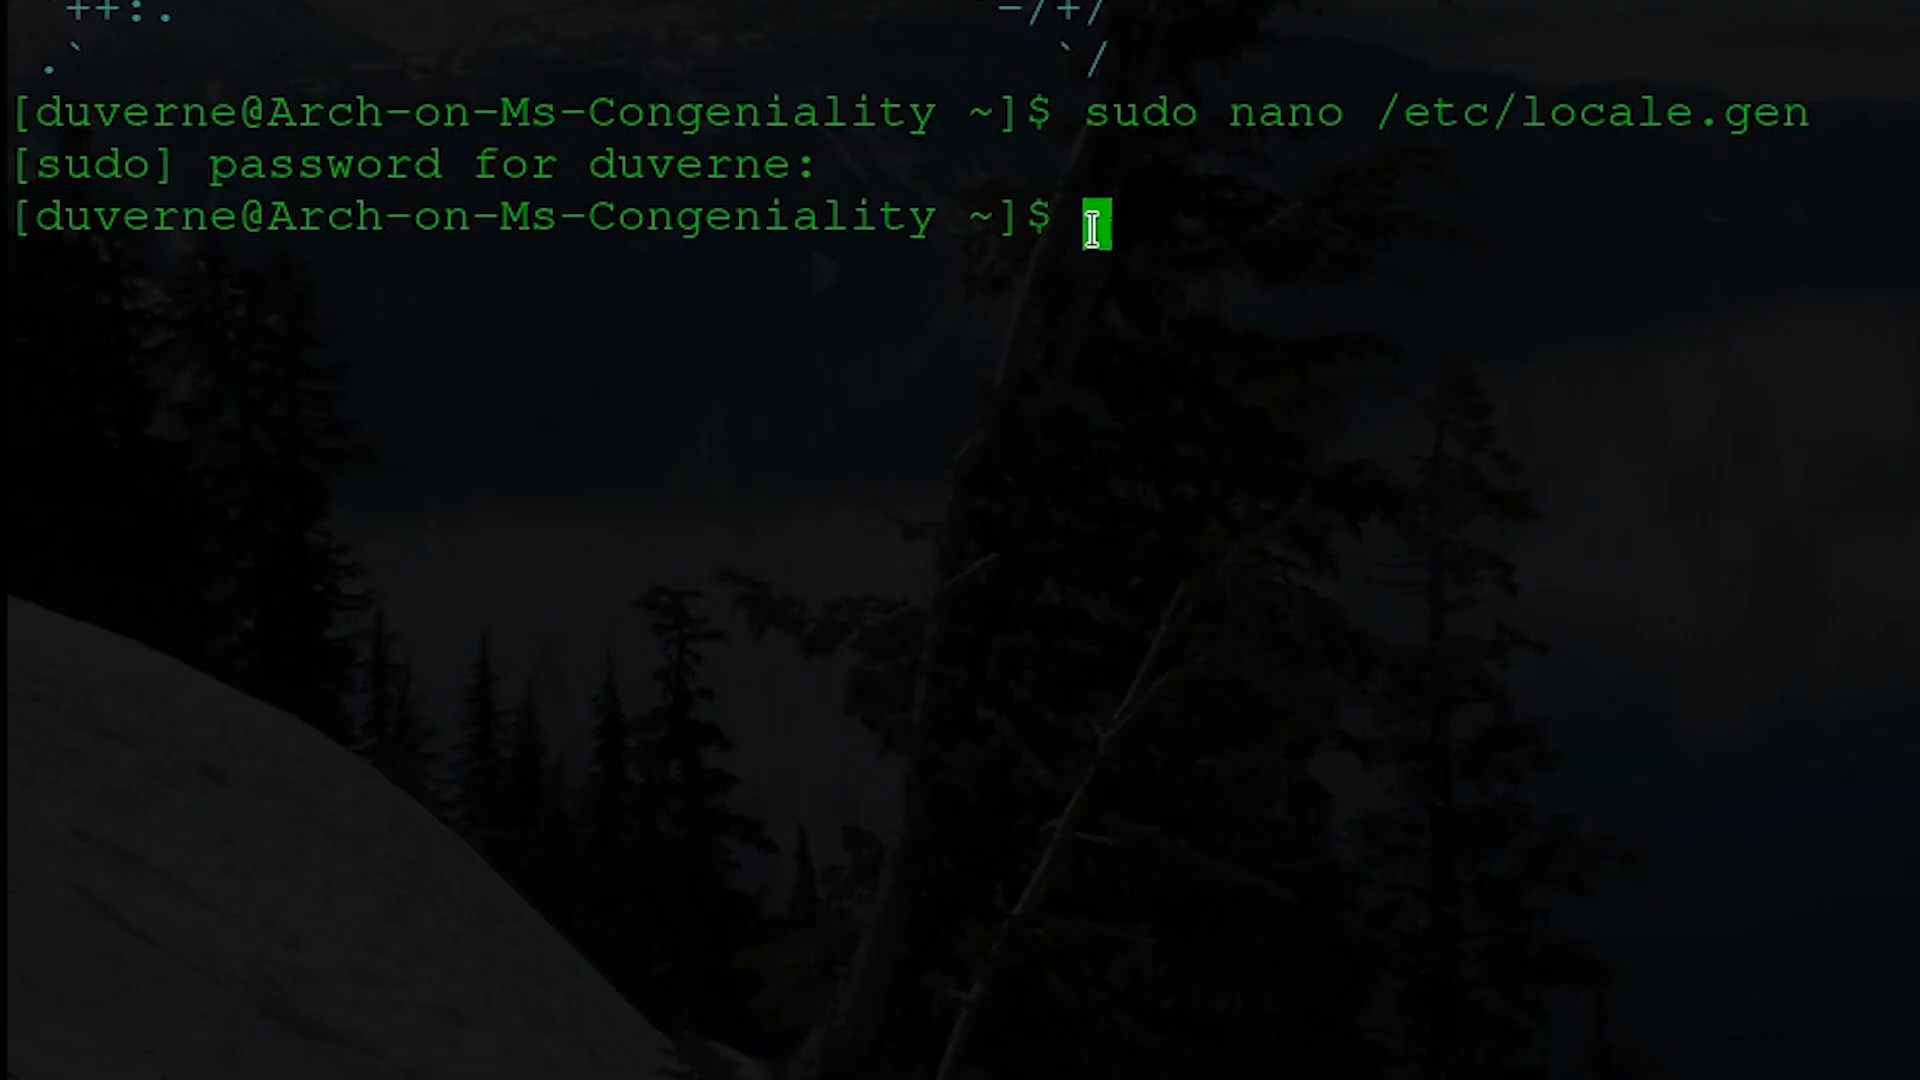 `++:.                             `-/+/
.`                                   `/
[duverne@Arch-on-Ms-Congeniality ~]$ sudo nano /etc/locale.gen
[sudo] password for duverne:
[duverne@Arch-on-Ms-Congeniality ~]$